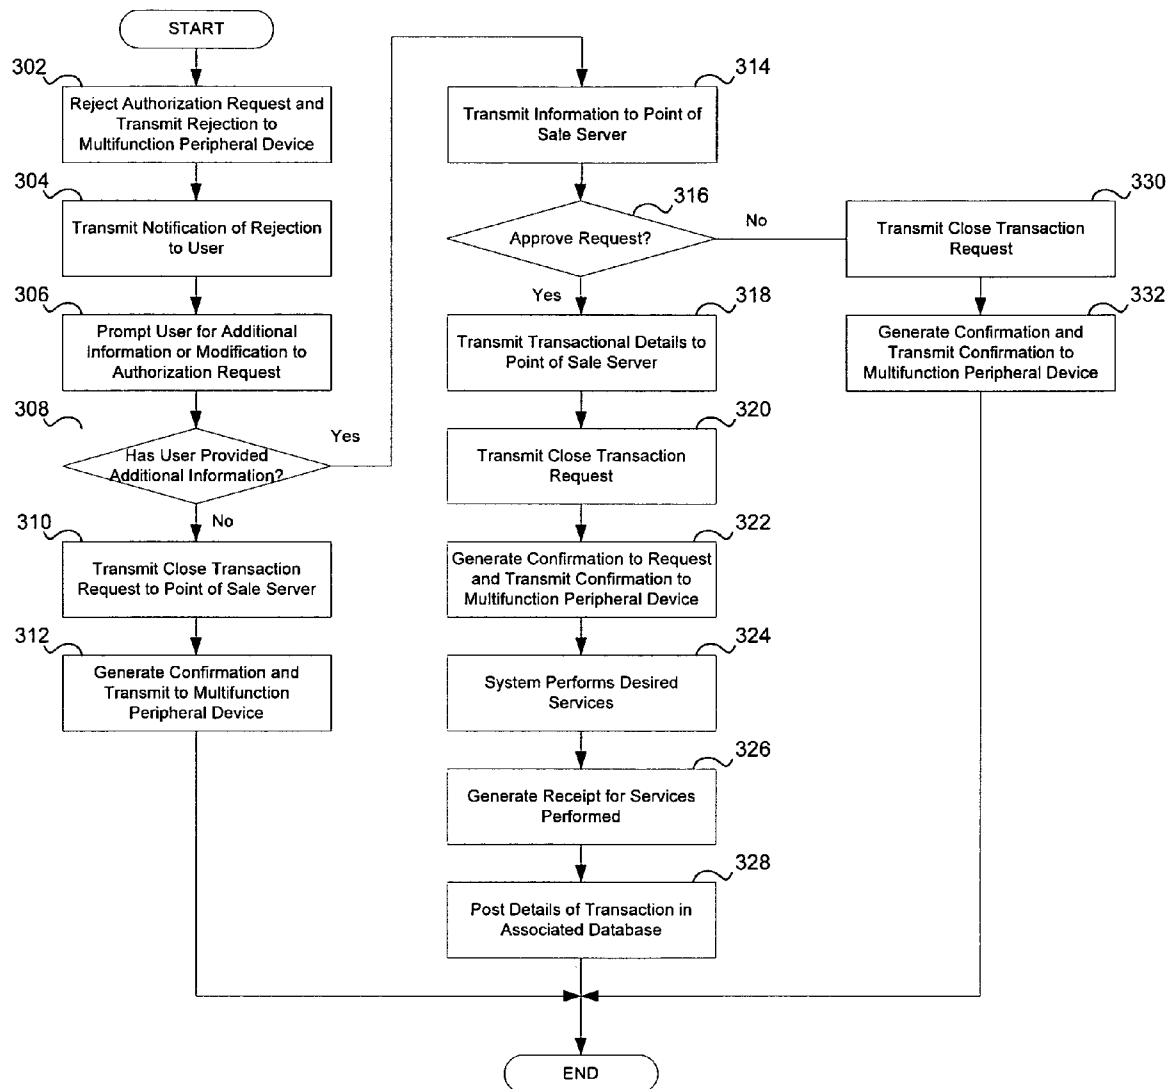 START
302
Reject Authorization Request and
Transmit Rejection to
Multifunction Peripheral Device
304
Transmit Notification of Rejection
to User
306
Prompt User for Additional
Information or Modification to
Authorization Request
308
Has User Provided
Additional Information?
Yes
No
310
Transmit Close Transaction
Request to Point of Sale Server
312
Generate Confirmation and
Transmit to Multifunction
Peripheral Device
314
Transmit Information to Point of
Sale Server
316
Approve Request?
No
Yes
318
Transmit Transactional Details to
Point of Sale Server
320
Transmit Close Transaction
Request
322
Generate Confirmation to Request
and Transmit Confirmation to
Multifunction Peripheral Device
324
System Performs Desired
Services
326
Generate Receipt for Services
Performed
328
Post Details of Transaction in
Associated Database
330
Transmit Close Transaction
Request
332
Generate Confirmation and
Transmit Confirmation to
Multifunction Peripheral Device
END